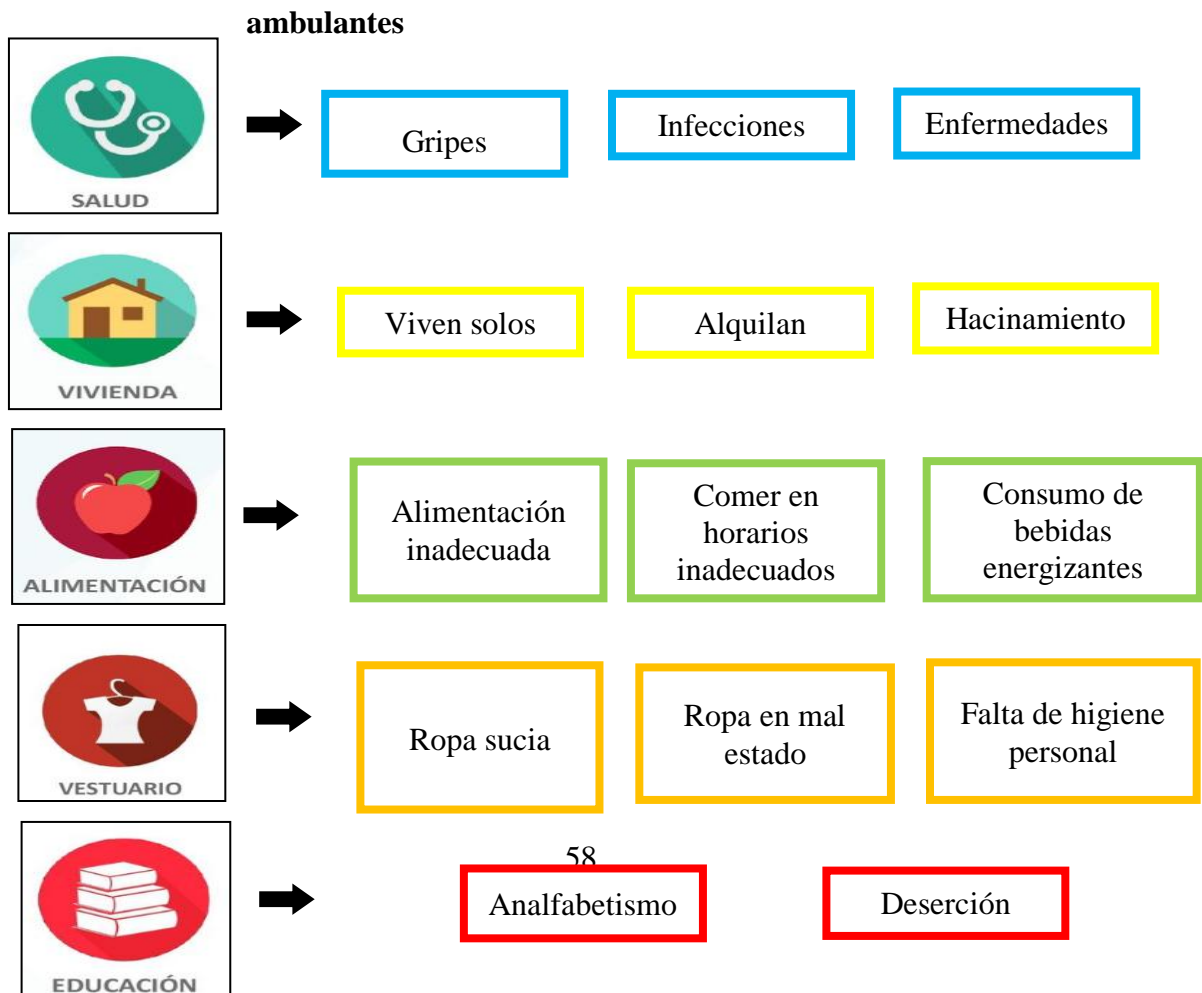 ambulantes
SALUD
Gripes
Infecciones
Enfermedades
VIVIENDA
Viven solos
Alquilan
Hacinamiento
ALIMENTACIÓN
Alimentación
inadecuada
Comer en
horarios
inadecuados
Consumo de
bebidas
energizantes
VESTUARIO
Ropa sucia
Ropa en mal
estado
Falta de higiene
personal
58
EDUCACIÓN
Analfabetismo
Deserción